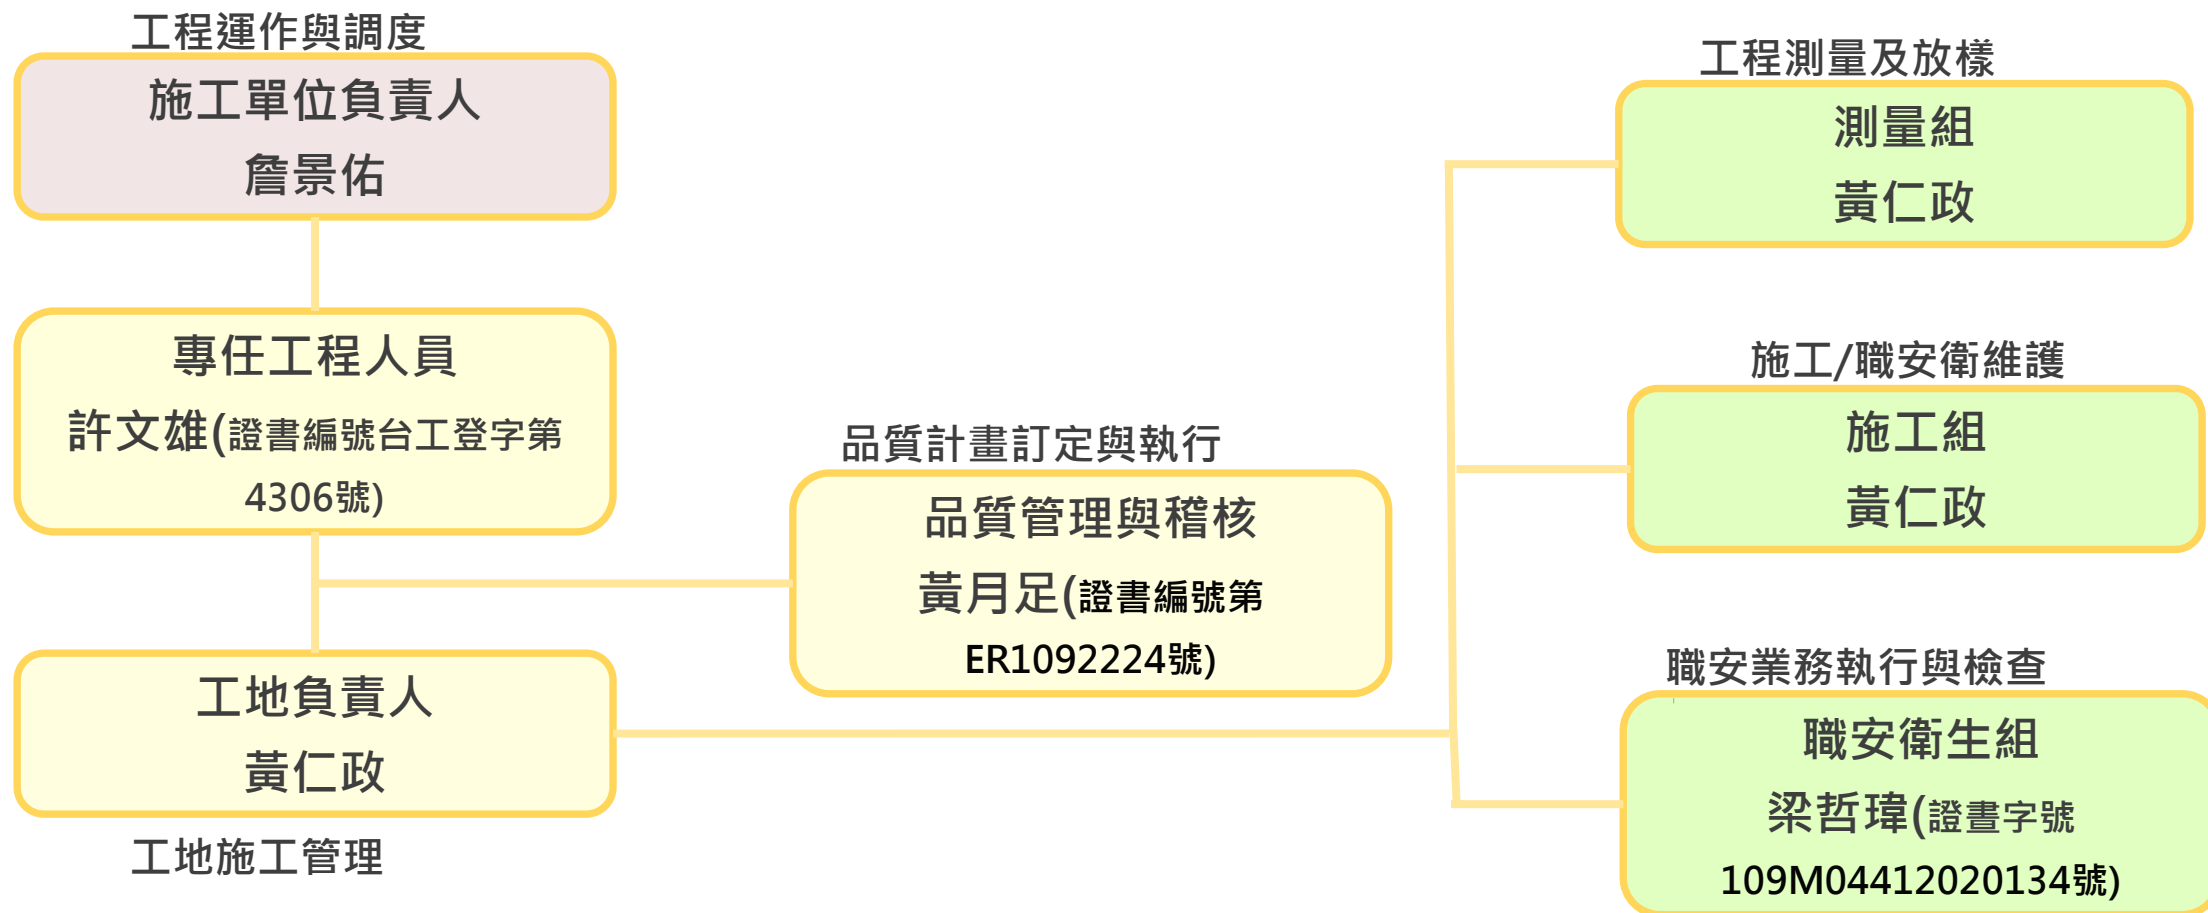 工程運作與調度
施工單位負責人
詹景佑
專任工程人員
許文雄(證書編號台工登字第
4306號)
工地負責人
黃仁政
工地施工管理
品質計畫訂定與執行
品質管理與稽核
黃月足(證書編號第
ER1092224號)
工程測量及放樣
測量組
黃仁政
施工/職安衛維護
施工組
黃仁政
職安業務執行與檢查
職安衛生組
梁哲瑋(證晝字號
109M04412020134號)